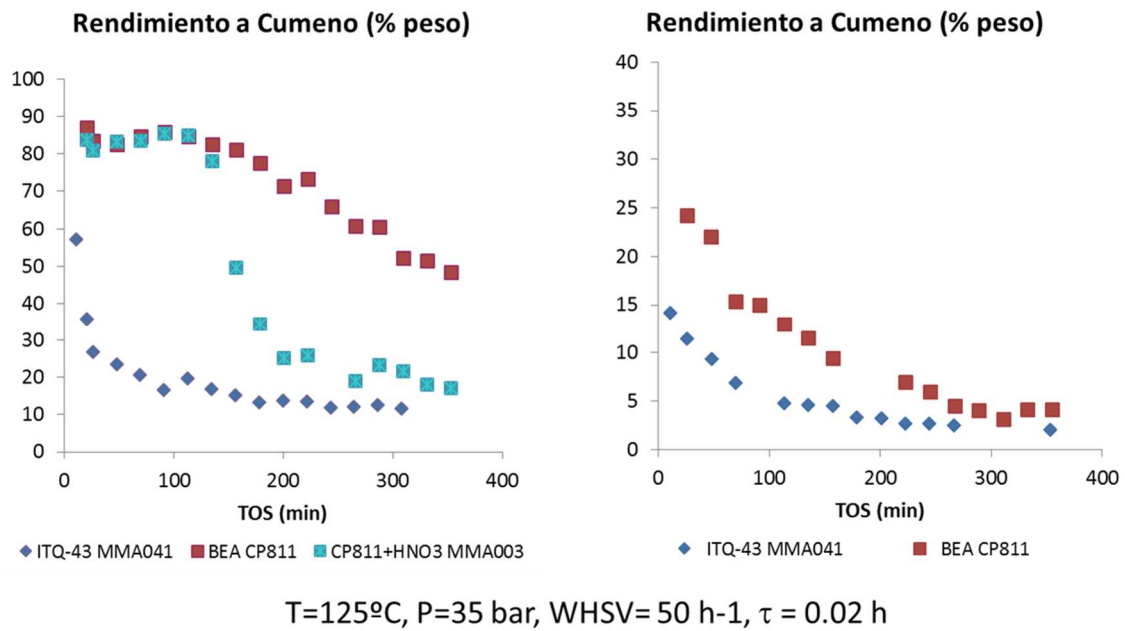 Rendimiento a Cumeno (% peso)
100
90
80
70
60
50
40
30
20
10
0
0 100 200 300 400
TOS (min)
ITQ-43 MMA041 BEA CP811 CP811+HNO3 MMA003
Rendimiento a Cumeno (% peso)
40
35
30
25
20
15
10
5
0
0 100 200 300 400
TOS (min)
ITQ-43 MMA041 BEA CP811
T=125ºC, P=35 bar, WHSV= 50 h-1, τ = 0.02 h